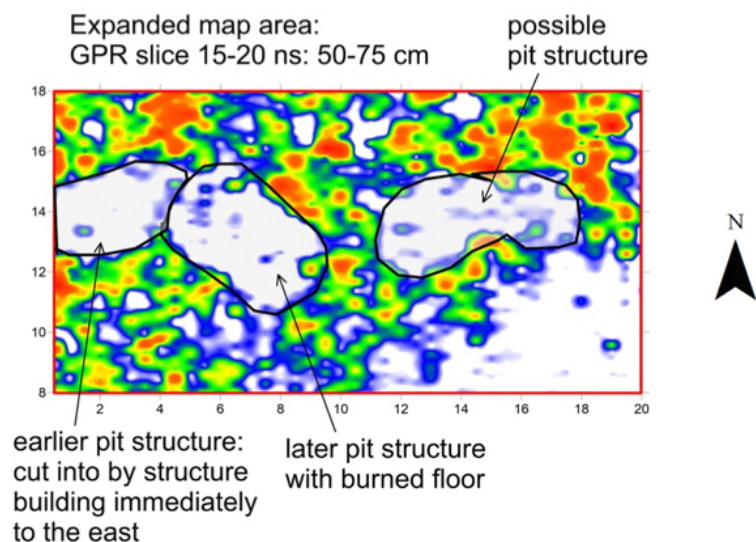 Expanded map area:
GPR slice 15-20 ns: 50-75 cm
possible
pit structure
18
16
14
12
10
8
2
4
6
8
10
12
14
16
18
20
N
earlier pit structure:
cut into by structure
building immediately
to the east
later pit structure
with burned floor